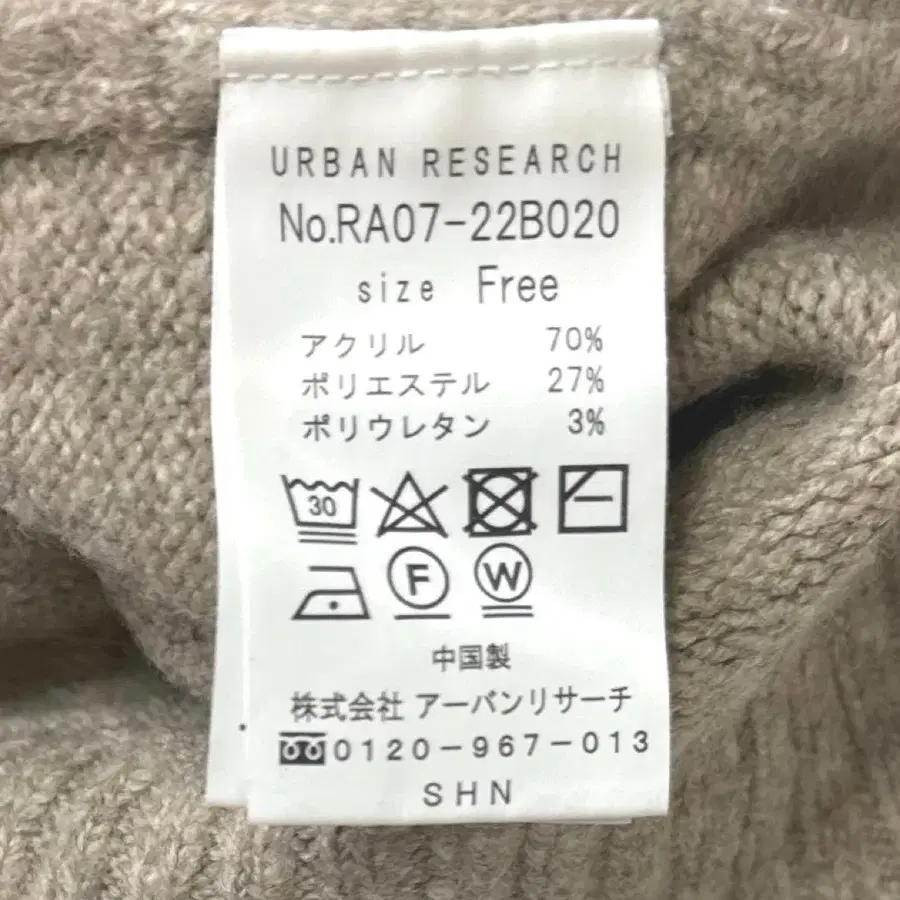 URBAN RESEARCH
No.RA07-22B020
size Free
アクリル 70%
ポリエステル 27%
ポリウレタン 3%
30
F W
中国製
株式会社 アーバンリサーチ
0120-967-013
SHN